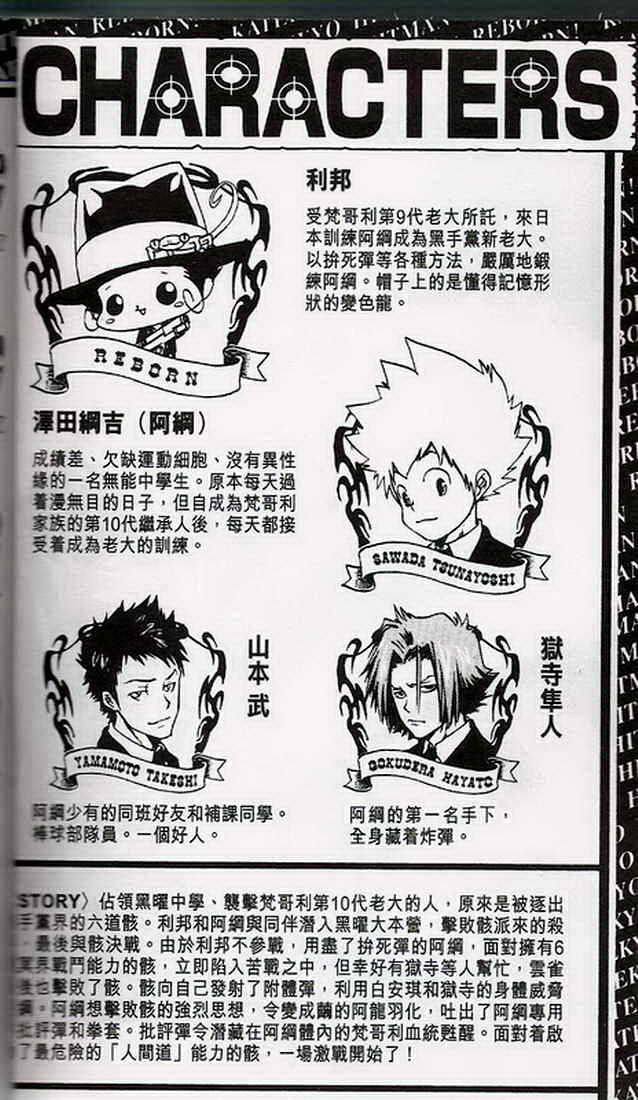 CHARACTERS
利邦
受梵哥利第9代老大所託，來日
本訓練阿綱成為黑手黨新老大。
以拚死彈等各種方法，嚴厲地鍛
練阿綱。帽子上的是懂得記憶形
狀的變色龍。
REBORN
澤田綱吉（阿綱）
成績差、欠缺運動細胞、沒有異性
緣的一名無能中學生。原本每天過
着漫無目的日子，但自成為梵哥利
家族的第10代繼承人後，每天都接
受着成為老大的訓練。
SAWADA TSUNAYOSHI
山本武
YAMAMOTO TAKESHI
阿綱少有的同班好友和補課同學。
棒球部隊員。一個好人。
獄寺隼人
GOKUDERA HAYATO
阿綱的第一名手下，
全身藏着炸彈。
STORY〉佔領黑曜中學、襲擊梵哥利第10代老大的人，原來是被逐出
手黨界的六道骸。利邦和阿綱與同伴潛入黑曜大本營，擊敗骸派來的殺
，最後與骸決戰。由於利邦不參戰，用盡了拚死彈的阿綱，面對擁有6
界戰鬥能力的骸，立即陷入苦戰之中，但幸好有獄寺等人幫忙，雲雀
也擊敗了骸。骸向自己發射了附體彈，利用白安琪和獄寺的身體威脅
。阿綱想擊敗骸的強烈思想，令變成繭的阿龍羽化，吐出了阿綱專用
批評彈和拳套。批評彈令潛藏在阿綱體內的梵哥利血統甦醒。面對着啟
了最危險的「人間道」能力的骸，一場激戰開始了！